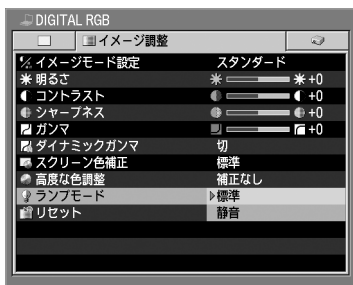 DIGITAL RGB
イメージ調整
イメージモード設定 スタンダード
明るさ +0
コントラスト +0
シャープネス +0
ガンマ +0
ダイナミックガンマ 切
スクリーン色補正 標準
高度な色調整 補正なし
ランプモード 標準
リセット 静音